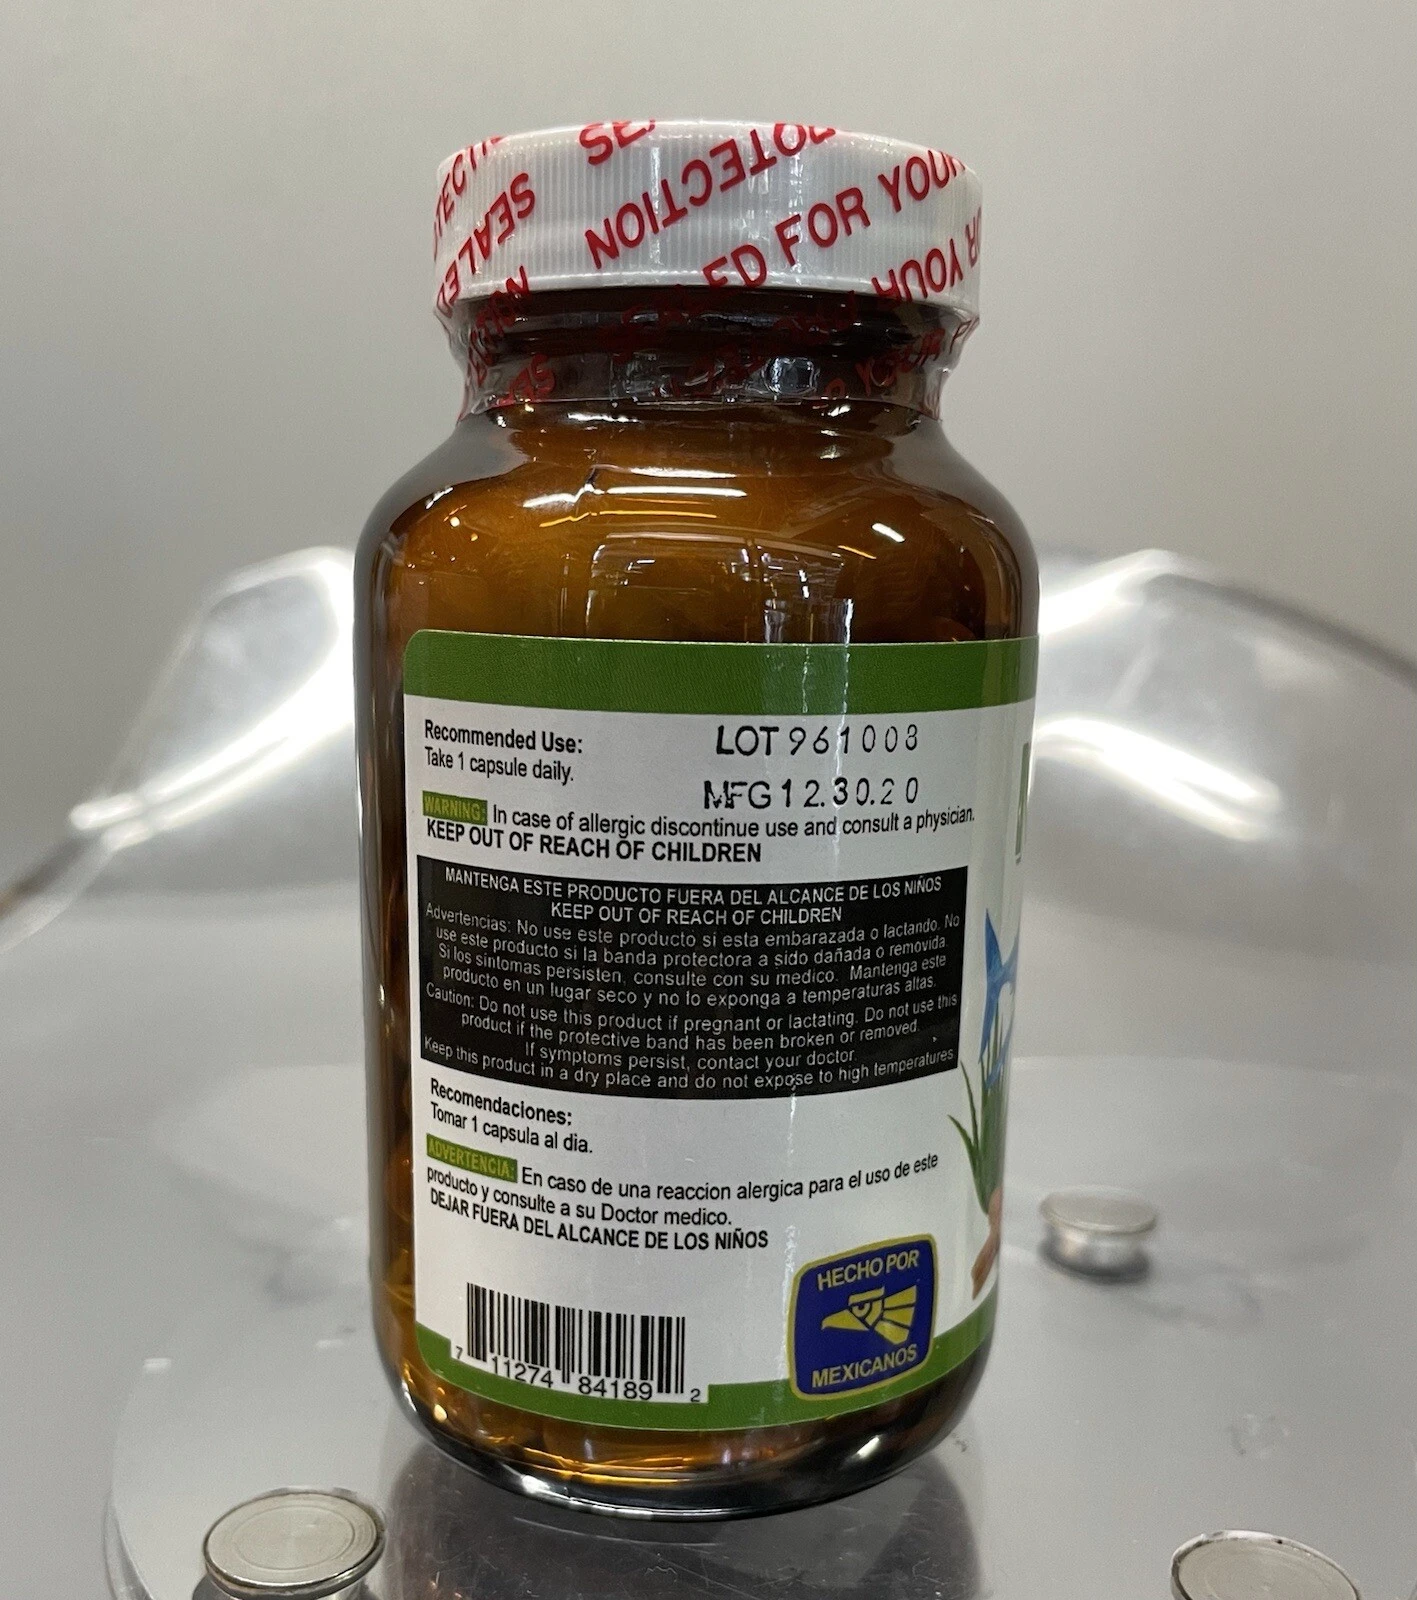 SEALED
PROTECTION
SEALED FOR YOUR
Recommended Use:
Take 1 capsule daily.
LOT 961008
MFG 12.30.20
WARNING: In case of allergic discontinue use and consult a physician.
KEEP OUT OF REACH OF CHILDREN
MANTENGA ESTE PRODUCTO FUERA DEL ALCANCE DE LOS NIÑOS
KEEP OUT OF REACH OF CHILDREN
Advertencias: No use este producto si esta embarazada o lactando. No
use este producto si la banda protectora a sido dañada o removida.
Si los sintomas persisten, consulte con su medico. Mantenga este
producto en un lugar seco y no lo exponga a temperaturas altas.
Caution: Do not use this product if pregnant or lactating. Do not use this
product if the protective band has been broken or removed.
If symptoms persist, contact your doctor.
Keep this product in a dry place and do not expose to high temperatures.
Recomendaciones:
Tomar 1 capsula al dia.
ADVERTENCIA: En caso de una reaccion alergica para el uso de este
producto y consulte a su Doctor medico.
DEJAR FUERA DEL ALCANCE DE LOS NIÑOS
HECHO POR
MEXICANOS
7 11274 84189 2